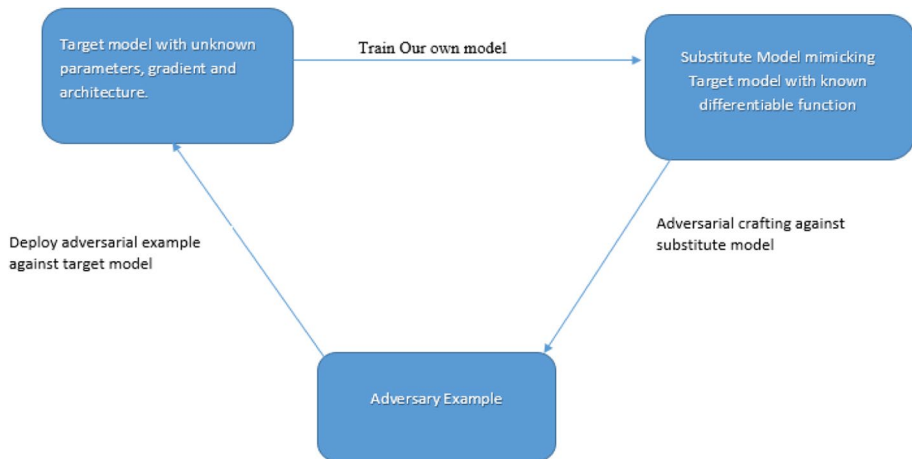 Target model with unknown
parameters, gradient and
architecture.
Train Our own model
Substitute Model mimicking
Target model with known
differentiable function
Deploy adversarial example
against target model
Adversarial crafting against
substitute model
Adversary Example